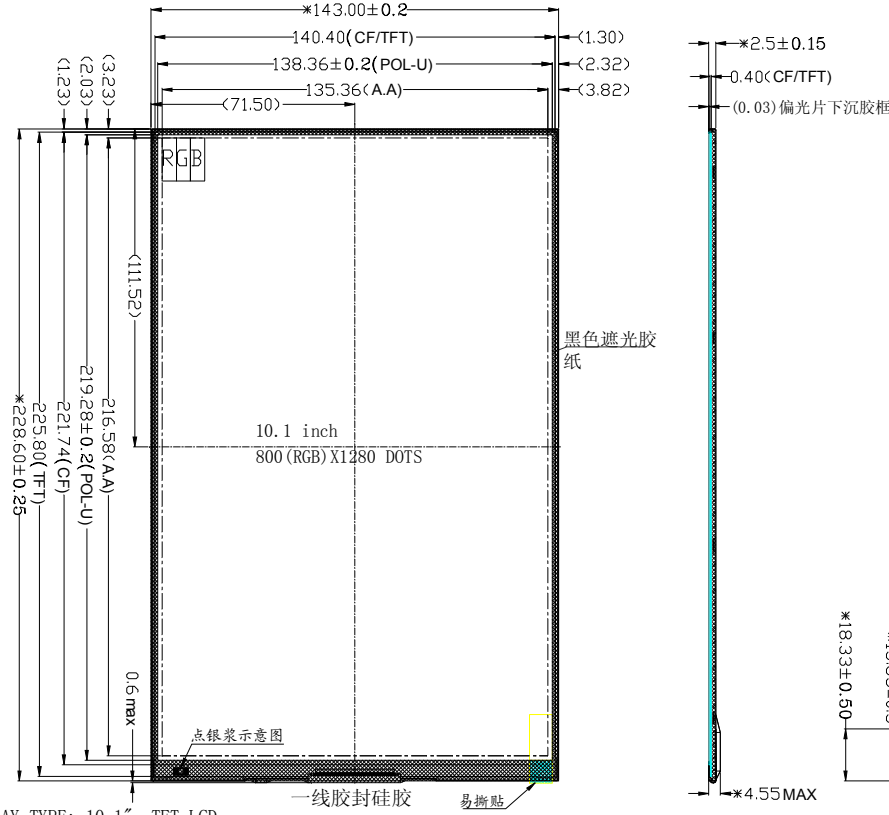 *143.00±0.2
140.40(CF/TFT)
(1.30)
138.36±0.2(POL-U)
(2.32)
135.36(A.A)
(3.82)
(71.50)
*2.5±0.15
0.40(CF/TFT)
(0.03)偏光片下沉胶框
(1.23)
(2.03)
(3.23)
RGB
(111.52)
黑色遮光胶
纸
10.1 inch
800(RGB)X1280 DOTS
*228.60±0.25
225.80(TFT)
221.74(CF)
219.28±0.2(POL-U)
216.58(A.A)
0.6max
点银浆示意图
一线胶封硅胶
易撕贴
*18.33±0.50
*4.55MAX